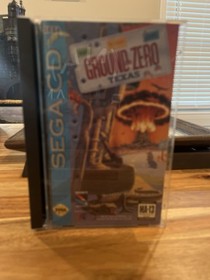 SEGA CD
GROUND ZERO
TEXAS
MA-13